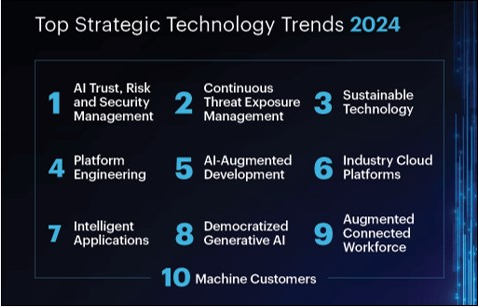 Top Strategic Technology Trends 2024
1
AI Trust, Risk
and Security
Management
2
Continuous
Threat Exposure
Management
3
Sustainable
Technology
4
Platform
Engineering
5
AI-Augmented
Development
6
Industry Cloud
Platforms
7
Intelligent
Applications
8
Democratized
Generative AI
9
Augmented
Connected
Workforce
10 Machine Customers